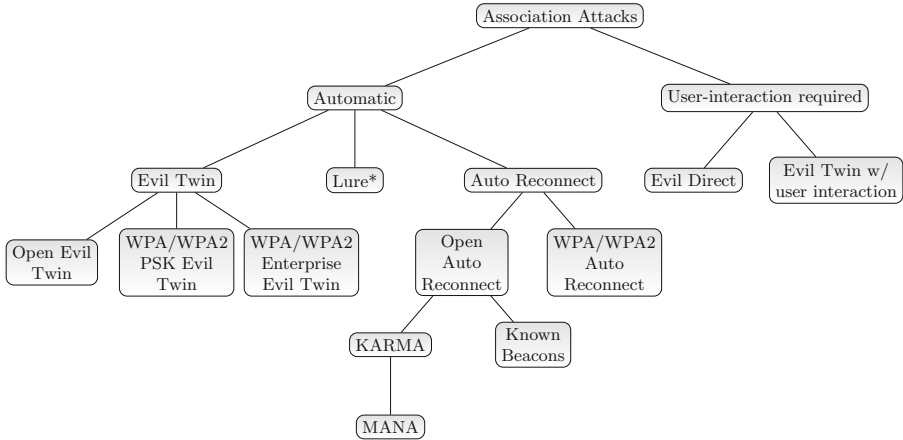 Association Attacks
Automatic
User-interaction required
Evil Twin
Lure*
Auto Reconnect
Evil Direct
Evil Twin w/
user interaction
Open Evil
Twin
WPA/WPA2
PSK Evil
Twin
WPA/WPA2
Enterprise
Evil Twin
Open
Auto
Reconnect
WPA/WPA2
Auto
Reconnect
KARMA
Known
Beacons
MANA